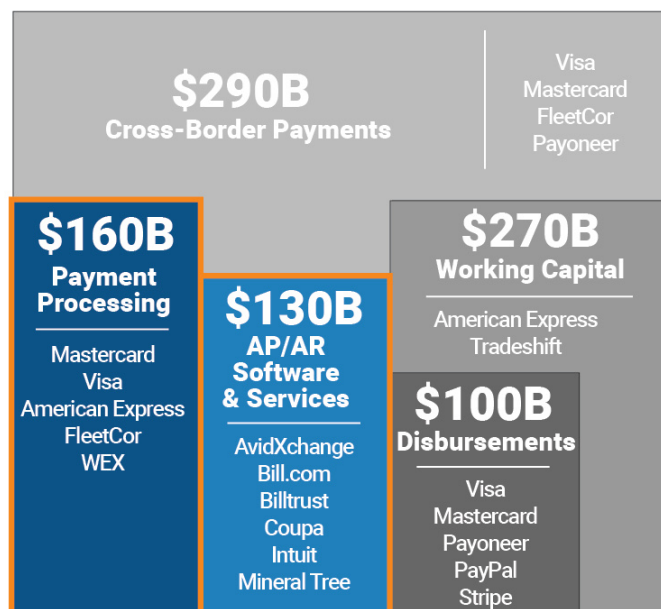 $290B
Cross-Border Payments
Visa
Mastercard
FleetCor
Payoneer
$160B
Payment
Processing
Mastercard
Visa
American Express
FleetCor
WEX
$130B
AP/AR
Software
& Services
AvidXchange
Bill.com
Billtrust
Coupa
Intuit
Mineral Tree
$270B
Working Capital
American Express
Tradeshift
$100B
Disbursements
Visa
Mastercard
Payoneer
PayPal
Stripe